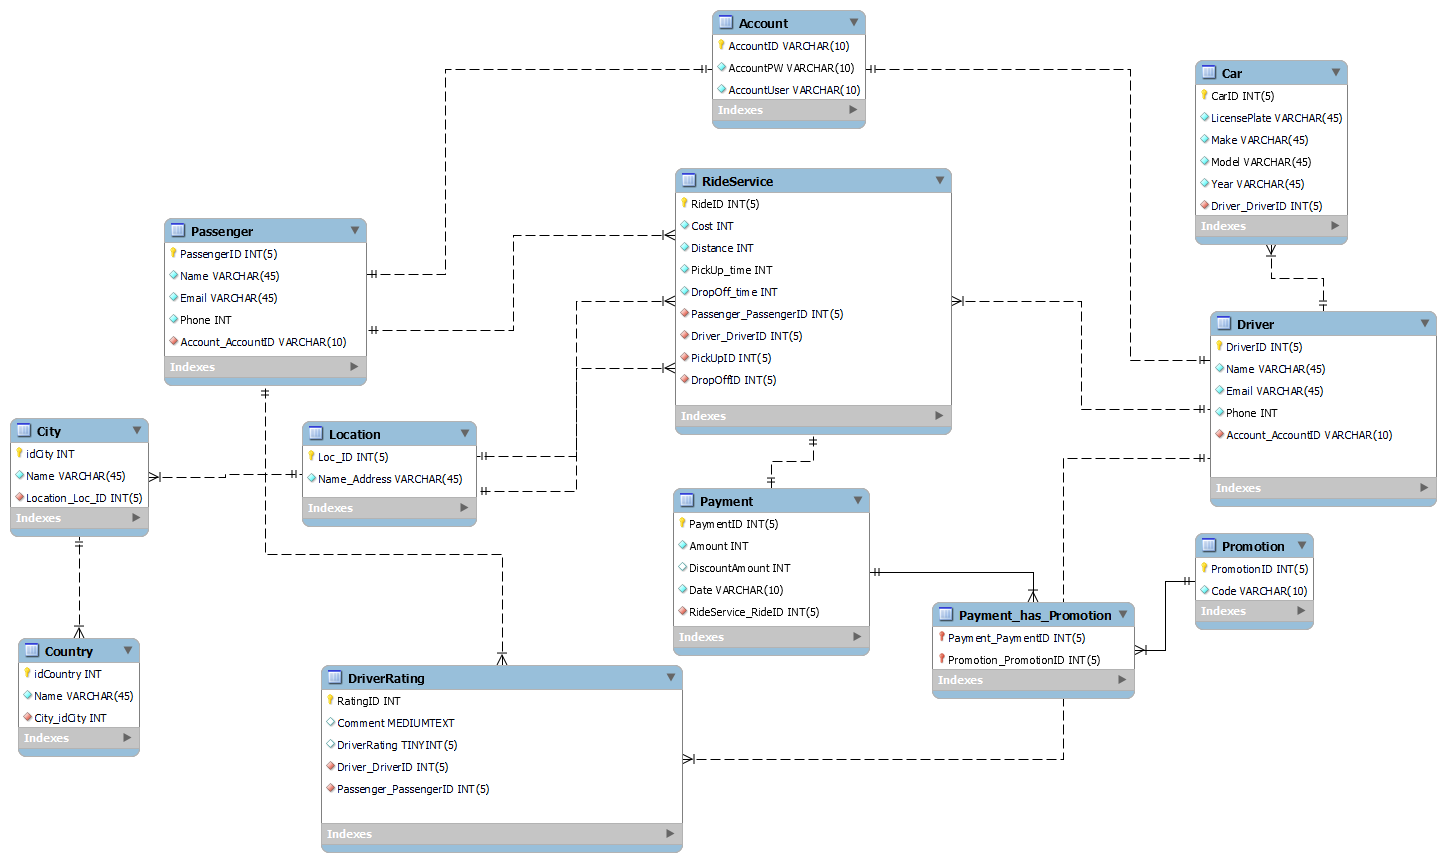 Account
AccountID VARCHAR(10)
AccountPW VARCHAR(10)
AccountUser VARCHAR(10)
Indexes
Car
CarID INT(5)
LicensePlate VARCHAR(45)
Make VARCHAR(45)
Model VARCHAR(45)
Year VARCHAR(45)
Driver_DriverID INT(5)
Indexes
RideService
RideID INT(5)
Cost INT
Distance INT
PickUp_time INT
DropOff_time INT
Passenger_PassengerID INT(5)
Driver_DriverID INT(5)
PickUpID INT(5)
DropOffID INT(5)
Indexes
Passenger
PassengerID INT(5)
Name VARCHAR(45)
Email VARCHAR(45)
Phone INT
Account_AccountID VARCHAR(10)
Indexes
Driver
DriverID INT(5)
Name VARCHAR(45)
Email VARCHAR(45)
Phone INT
Account_AccountID VARCHAR(10)
Indexes
City
idCity INT
Name VARCHAR(45)
Location_Loc_ID INT(5)
Indexes
Location
Loc_ID INT(5)
Name_Address VARCHAR(45)
Indexes
Payment
PaymentID INT(5)
Amount INT
DiscountAmount INT
Date VARCHAR(10)
RideService_RideID INT(5)
Indexes
Promotion
PromotionID INT(5)
Code VARCHAR(10)
Indexes
Payment_has_Promotion
Payment_PaymentID INT(5)
Promotion_PromotionID INT(5)
Indexes
Country
idCountry INT
Name VARCHAR(45)
City_idCity INT
Indexes
DriverRating
RatingID INT
Comment MEDIUMTEXT
DriverRating TINYINT(5)
Driver_DriverID INT(5)
Passenger_PassengerID INT(5)
Indexes